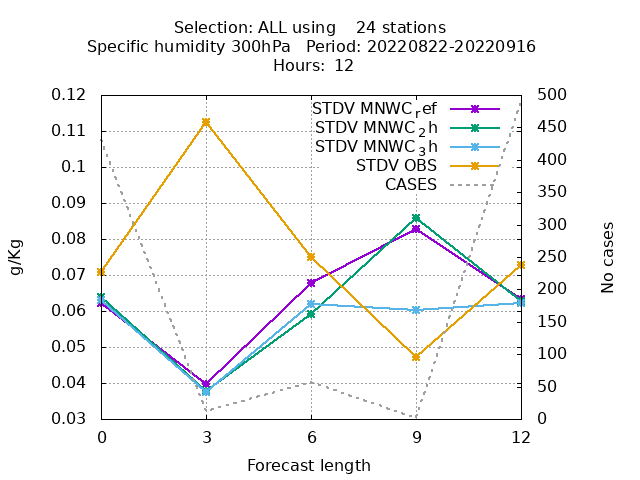 Selection: ALL using    24 stations
Specific humidity 300hPa   Period: 20220822-20220916
Hours: 12
STDV MNWCref
STDV MNWC2h
STDV MNWC3h
STDV OBS
CASES
g/Kg
0.12
0.11
0.1
0.09
0.08
0.07
0.06
0.05
0.04
0.03
500
450
400
350
300
250
200
150
100
50
0
No cases
0 3 6 9 12
Forecast length